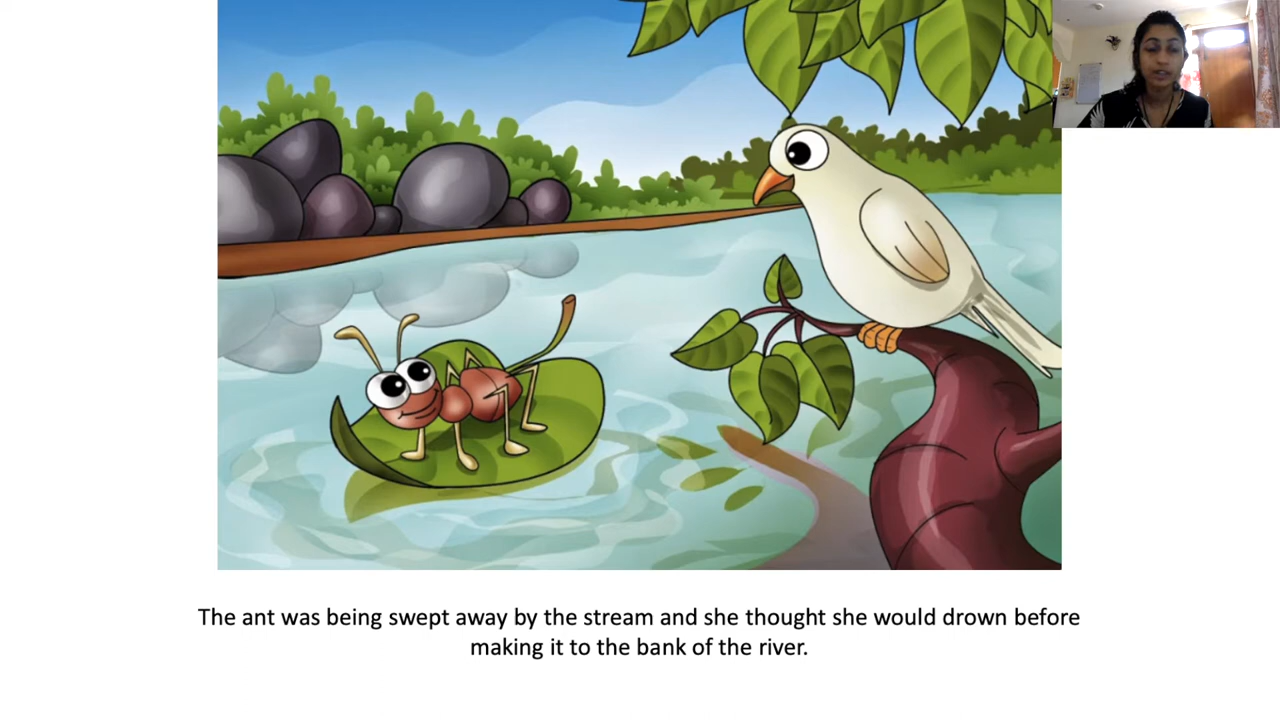 The ant was being swept away by the stream and she thought she would drown before
making it to the bank of the river.